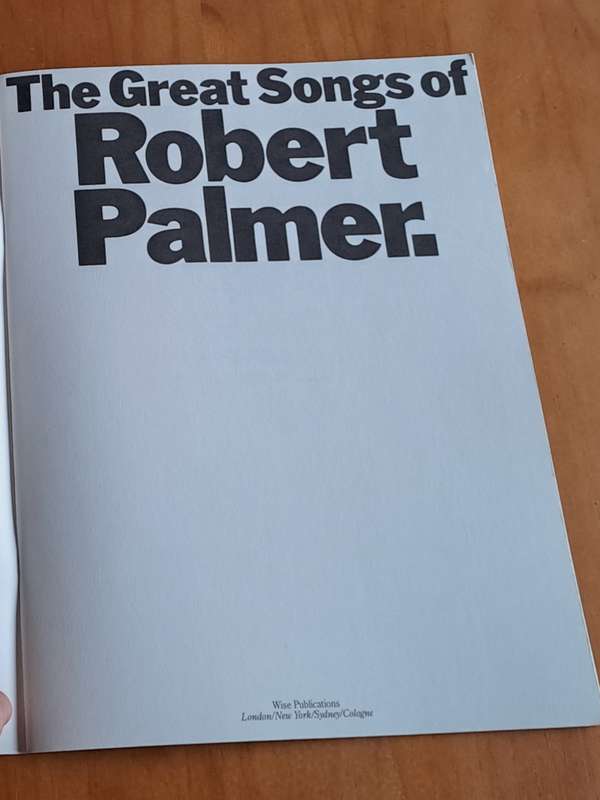 The Great Songs of
Robert
Palmer.
Wise Publications
London/New York/Sydney/Cologne